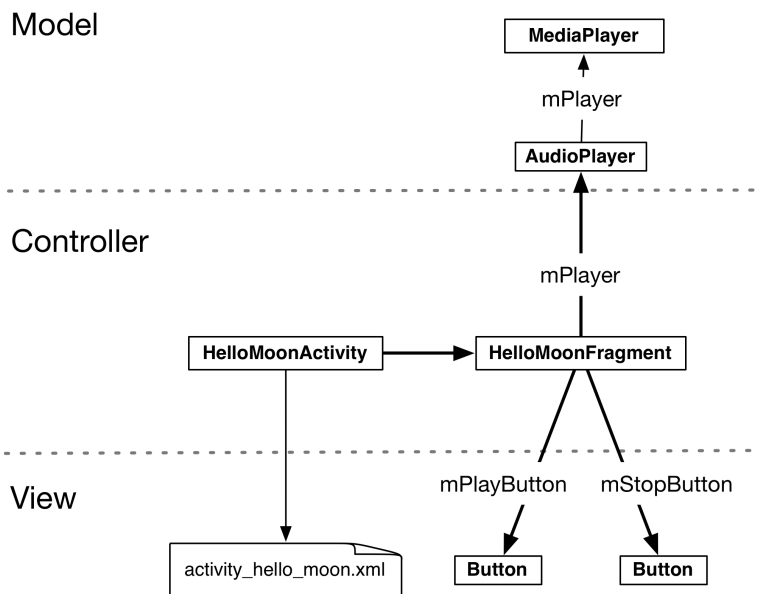 Model
MediaPlayer
mPlayer
AudioPlayer
Controller
mPlayer
HelloMoonActivity
HelloMoonFragment
mPlayButton
mStopButton
View
activity_hello_moon.xml
Button
Button